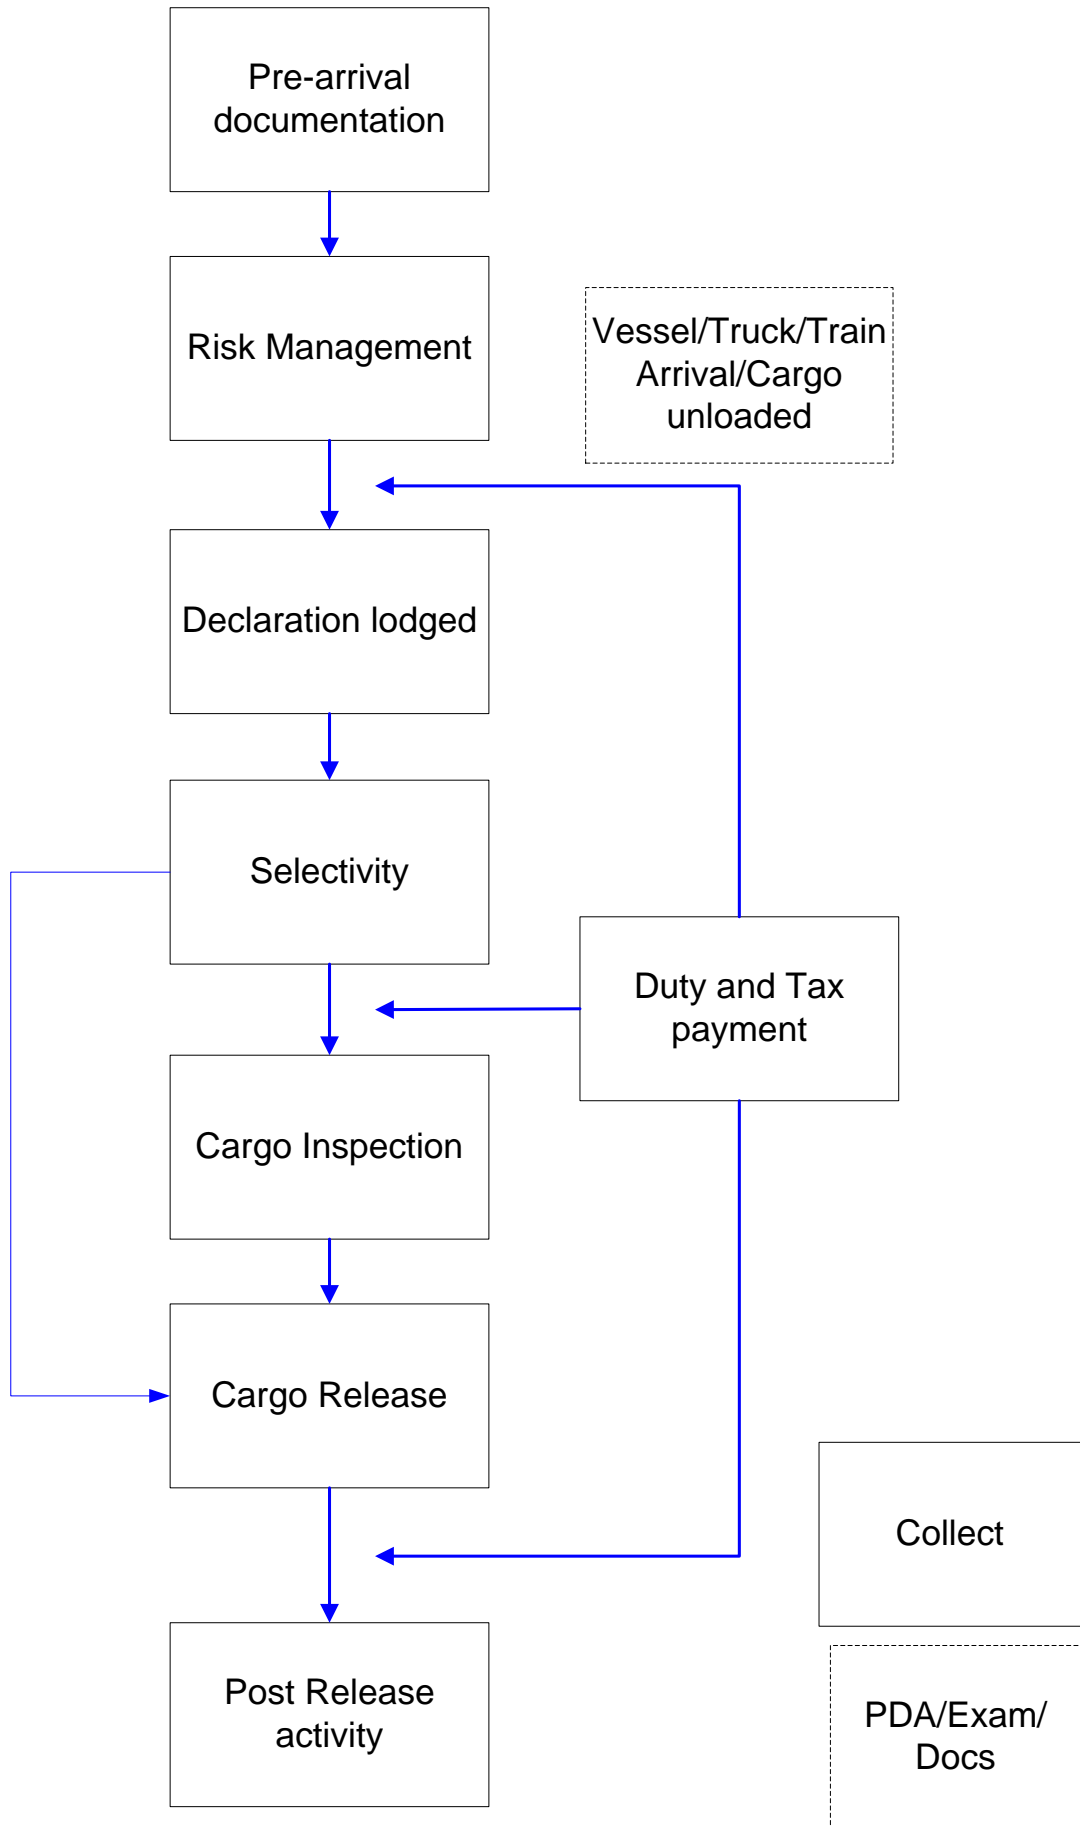 Pre-arrival
documentation
Risk Management
Vessel/Truck/Train
Arrival/Cargo
unloaded
Declaration lodged
Selectivity
Duty and Tax
payment
Cargo Inspection
Cargo Release
Collect
Post Release
activity
PDA/Exam/
Docs